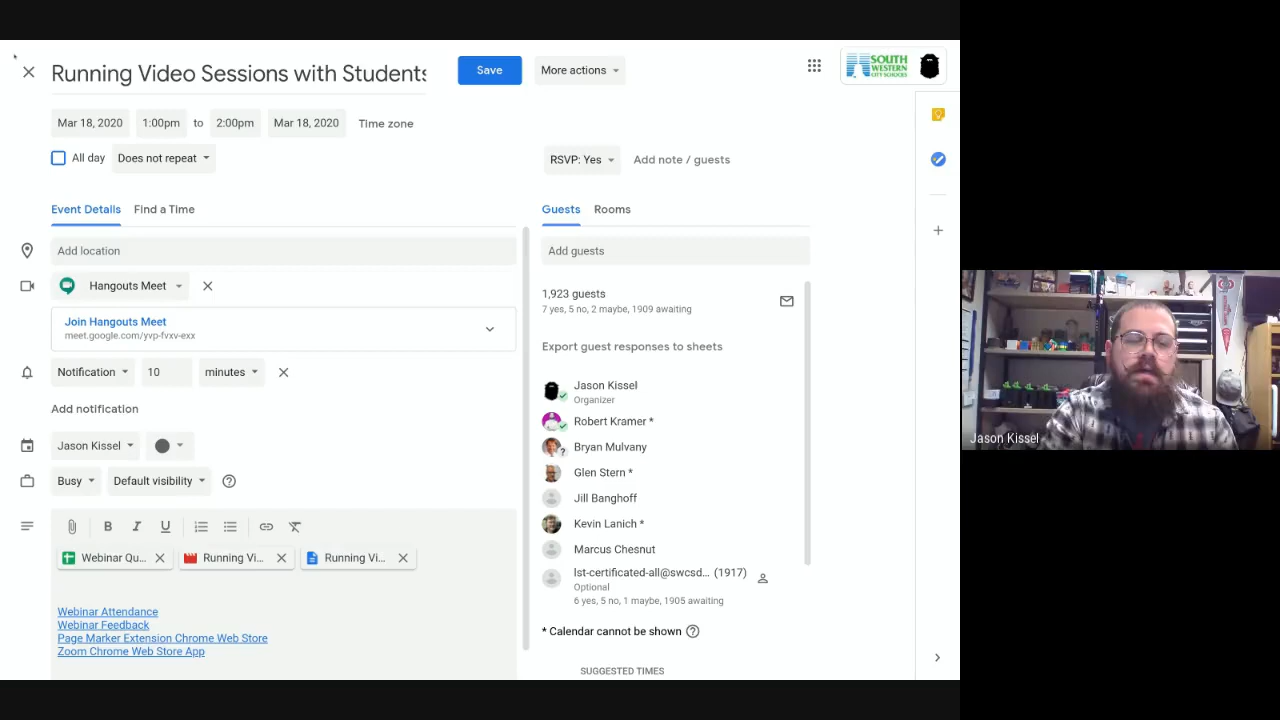 Running Video Sessions with Students
Save
More actions
SOUTH
WESTERN
CITY SCHOOLS
Mar 18, 2020
1:00pm
to
2:00pm
Mar 18, 2020
Time zone
All day
Does not repeat
RSVP: Yes
Add note / guests
Event Details
Find a Time
Guests
Rooms
Add location
Add guests
Hangouts Meet
Join Hangouts Meet
meet.google.com/yvp-fvxv-exx
1,923 guests
7 yes, 5 no, 2 maybe, 1909 awaiting
Export guest responses to sheets
Notification
10
minutes
Add notification
Jason Kissel
Busy
Default visibility
Jason Kissel
Organizer
Robert Kramer *
Bryan Mulvany
Glen Stern *
Jill Banghoff
Kevin Lanich *
Marcus Chesnut
lst-certificated-all@swcsd... (1917)
Optional
6 yes, 5 no, 1 maybe, 1905 awaiting
* Calendar cannot be shown
SUGGESTED TIMES
B
I
U
Webinar Qu...
Running Vi...
Running Vi...
Webinar Attendance
Webinar Feedback
Page Marker Extension Chrome Web Store
Zoom Chrome Web Store App
Jason Kissel